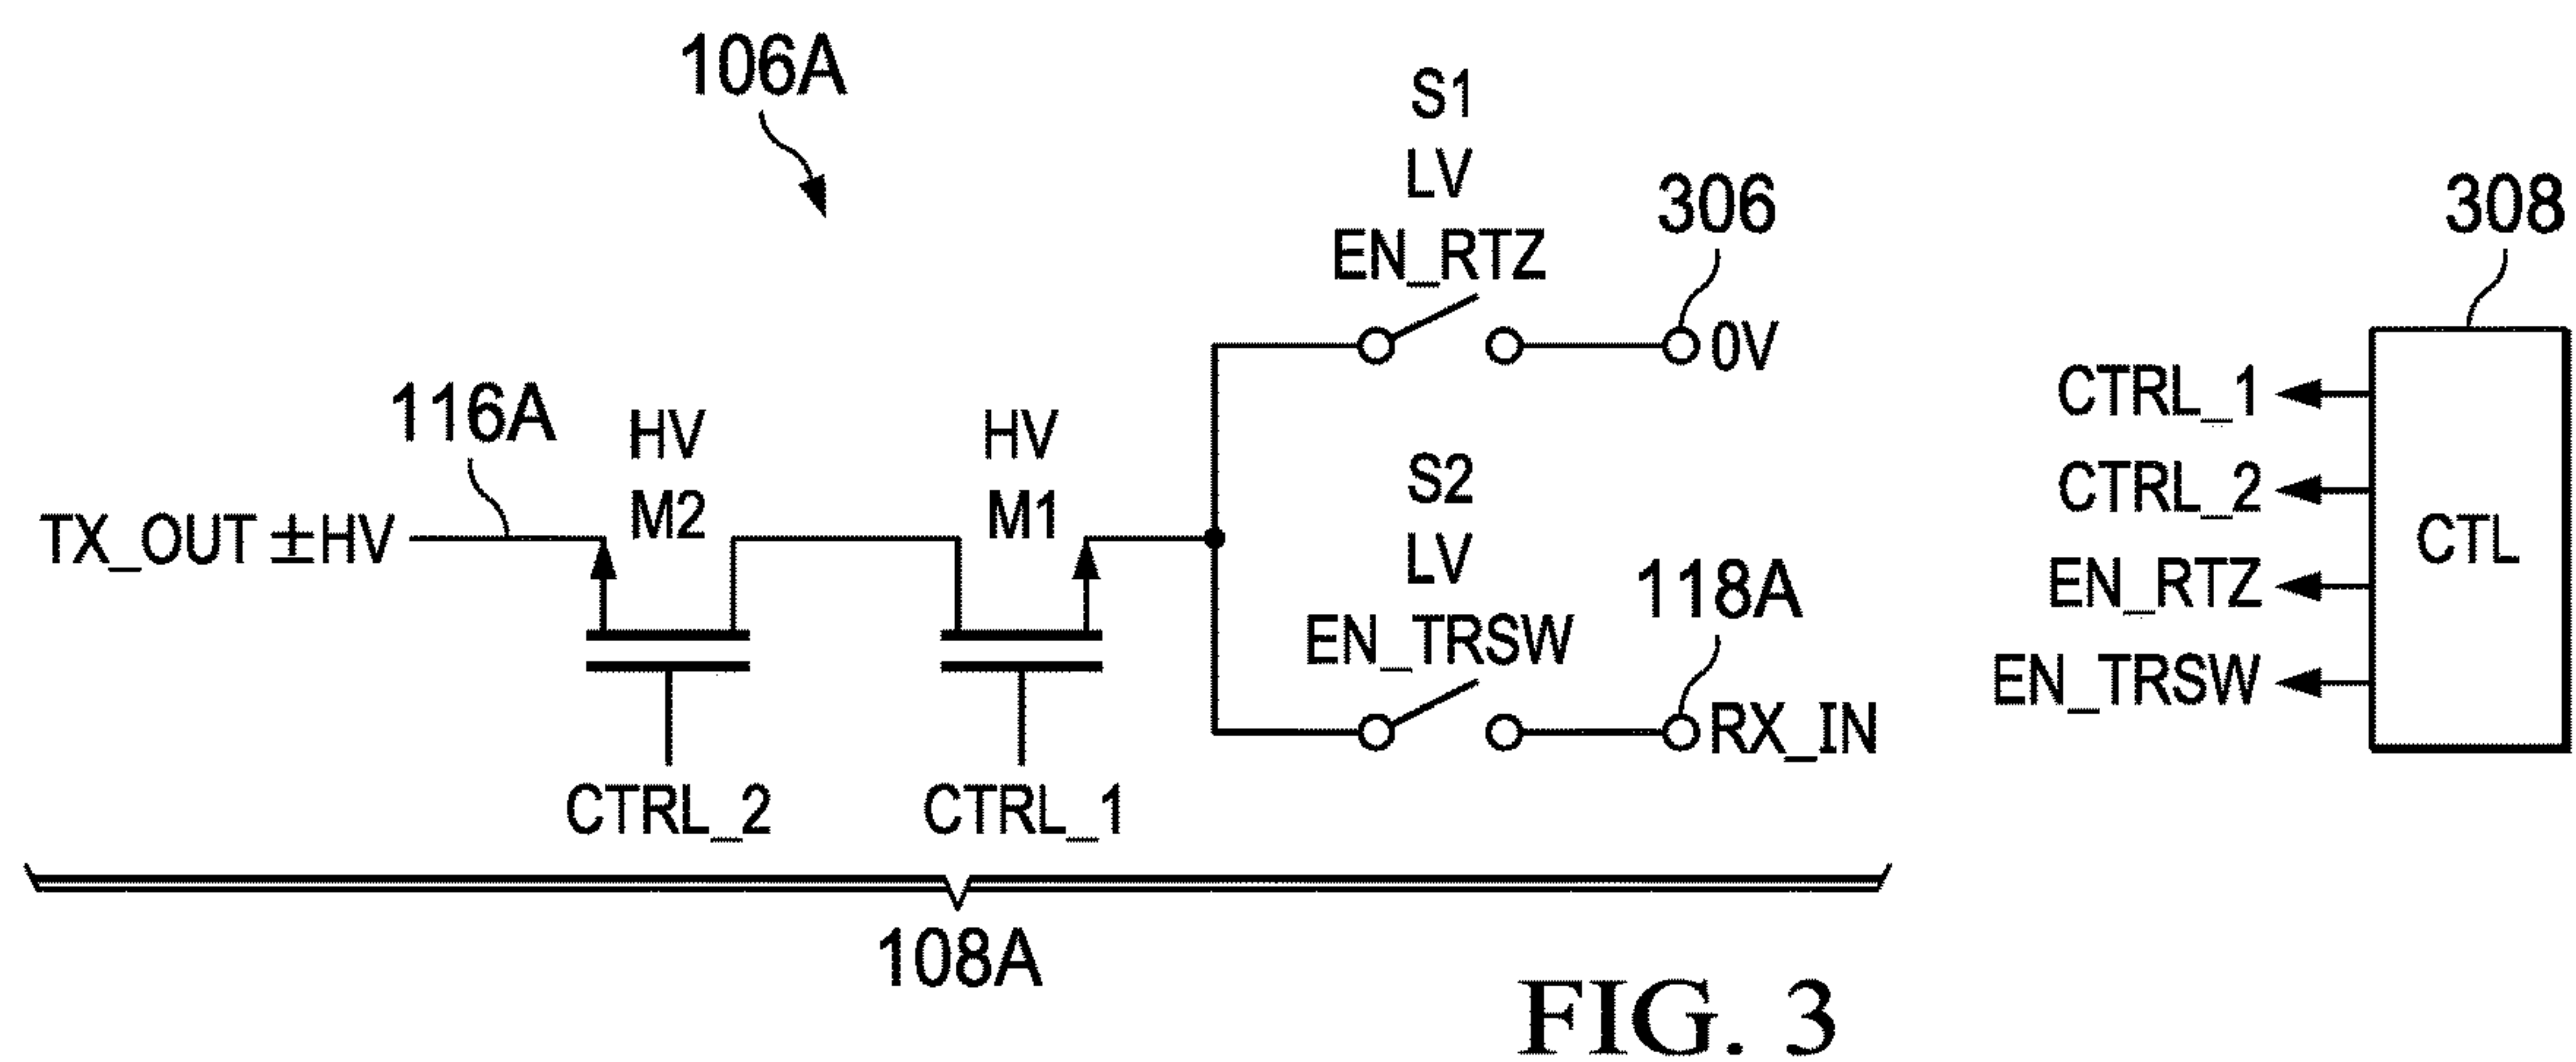 106A
S1
LV
EN_RTZ
306
0V
308
116A
HV
M2
HV
M1
TX_OUT ±HV
S2
LV
EN_TRSW
118A
RX_IN
CTRL_1
CTRL_2
EN_RTZ
EN_TRSW
CTL
CTRL_2
CTRL_1
108A
FIG. 3